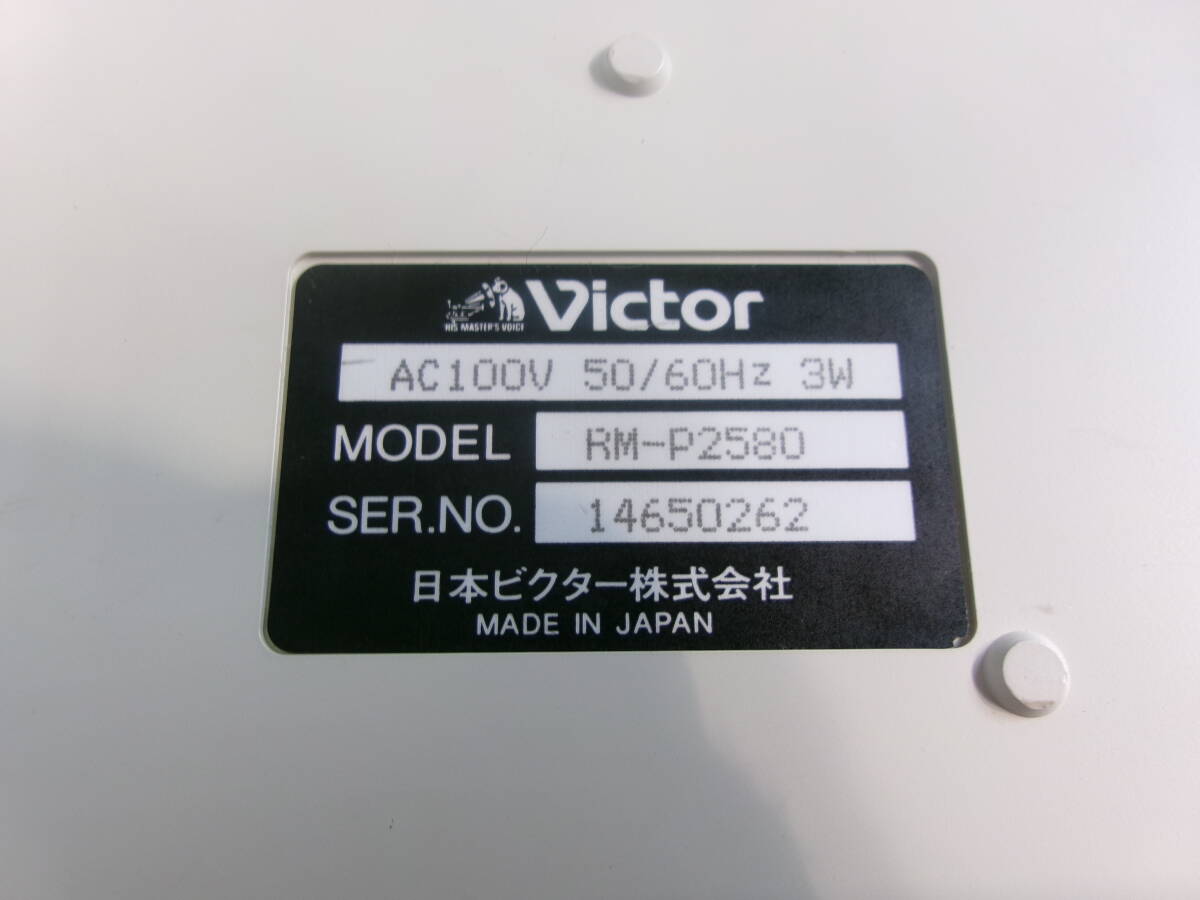 HIS MASTER'S VOICE Victor
AC100V 50/60Hz 3W
MODEL RM-P2580
SER.NO. 14650262
日本ビクター株式会社
MADE IN JAPAN